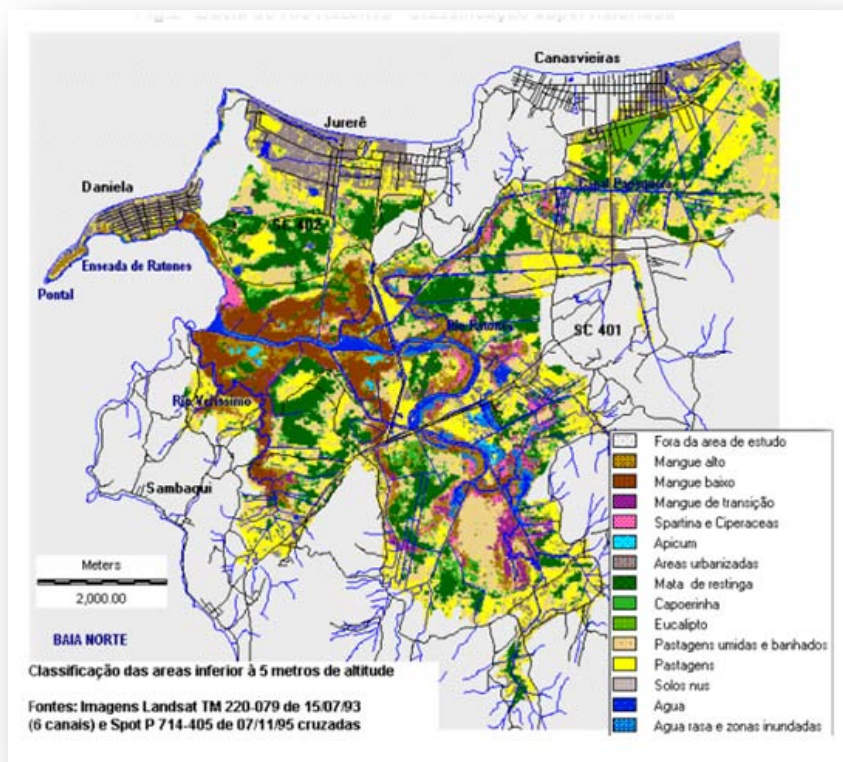 Canasvieiras
Jurerê
Daniela
SC 402
Enseada de Ratones
Pontal
Rio Ratones
SC 401
Rio Verissimo
Sambaqui
Meters
2,000.00
BAIA NORTE
Classificação das areas inferior à 5 metros de altitude
Fontes: Imagens Landsat TM 220-079 de 15/07/93
(6 canais) e Spot P 714-405 de 07/11/95 cruzadas
Fora da area de estudo
Mangue alto
Mangue baixo
Mangue de transição
Spartina e Ciperaceas
Apicum
Areas urbanizadas
Mata de restinga
Capoerinha
Eucalipto
Pastagens umidas e banhados
Pastagens
Solos nus
Agua
Agua rasa e zonas inundadas